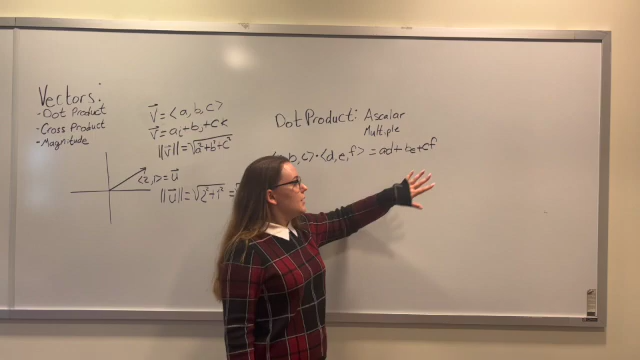 Vectors:
-Dot Product
-Cross Product
-Magnitude
<2,1> = u⃗
v⃗ = <a, b, c>
v⃗ = ai + bj + ck
||v⃗|| = √a²+b²+c²
||u⃗|| = √2²+1² =
Dot Product: A scalar
Multiple
b, c> · <d, e, f> = ad + be + cf